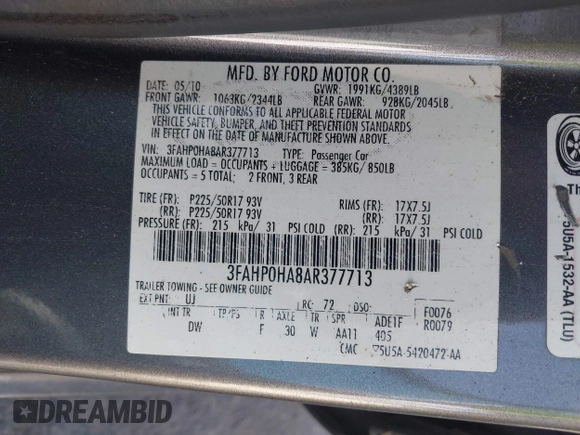 MFD. BY FORD MOTOR CO.
DATE: 05/10 GVWR: 1991KG/4389LB
FRONT GAWR: 1063KG/2344LB REAR GAWR: 928KG/2045LB
THIS VEHICLE CONFORMS TO ALL APPLICABLE FEDERAL MOTOR
VEHICLE SAFETY, BUMPER, AND THEFT PREVENTION STANDARDS
IN EFFECT ON THE DATE OF MANUFACTURE SHOWN ABOVE.
VIN: 3FAHP0HA8AR377713 TYPE: Passenger Car
MAXIMUM LOAD = OCCUPANTS + LUGGAGE = 385KG/ 850LB
OCCUPANTS = 5 TOTAL: 2 FRONT, 3 REAR
TIRE (FR): P225/50R17 93V RIMS (FR): 17X7.5J
(RR): P225/50R17 93V (RR): 17X7.5J
PRESSURE (FR): 215 kPa/ 31 PSI COLD (RR): 215 kPa/ 31 PSI COLD
3FAHP0HA8AR377713
TRAILER TOWING - SEE OWNER GUIDE
EXT PNT: UJ RC: 72 DSO: F0076
INT TR TP/PS R AXLE TR SPR ADE1F R0079
DW F 30 W AA11 405
CMC 5U5A-5420472-AA
Th
5U5A-1532-AA (TLU)
DREAMBID